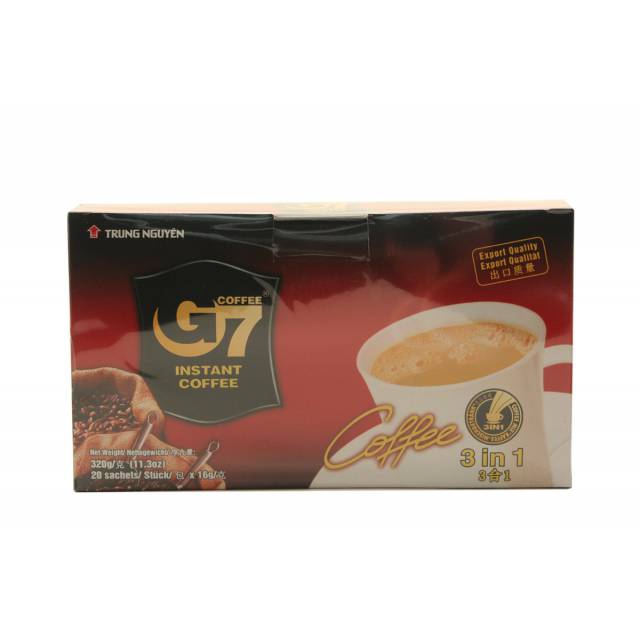 TRUNG NGUYÊN
Export Quality
Export Qualität
出口质量
COFFEE
G7
®
INSTANT
COFFEE
Net Weight/ Nettogewicht/ 净含量:
320g/克 (11.3oz)
20 sachets/ Stück/ 包 x 16g/克
Coffee
3IN1
3 in 1
3合1